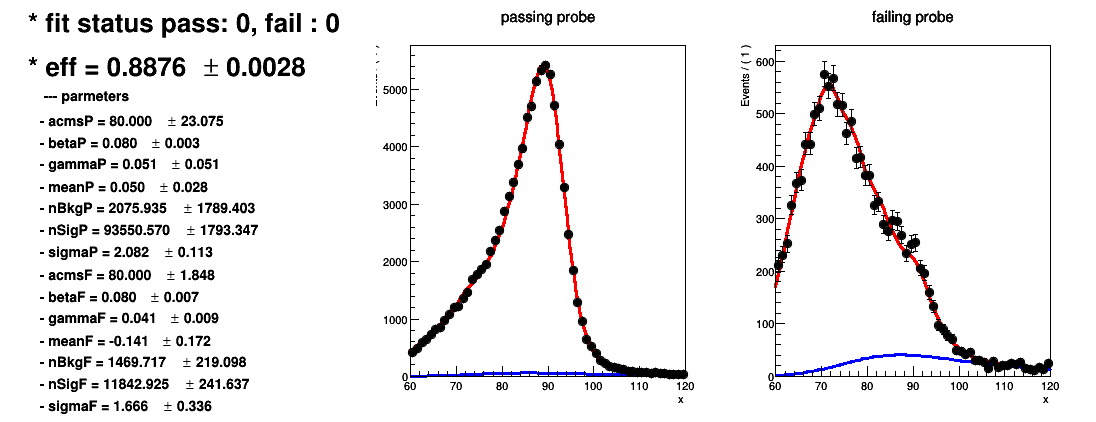 * fit status pass: 0, fail : 0
* eff = 0.8876 ± 0.0028
--- parmeters
- acmsP = 80.000 ± 23.075
- betaP = 0.080 ± 0.003
- gammaP = 0.051 ± 0.051
- meanP = 0.050 ± 0.028
- nBkgP = 2075.935 ± 1789.403
- nSigP = 93550.570 ± 1793.347
- sigmaP = 2.082 ± 0.113
- acmsF = 80.000 ± 1.848
- betaF = 0.080 ± 0.007
- gammaF = 0.041 ± 0.009
- meanF = -0.141 ± 0.172
- nBkgF = 1469.717 ± 219.098
- nSigF = 11842.925 ± 241.637
- sigmaF = 1.666 ± 0.336
passing probe
5000
4000
3000
2000
1000
0
60 70 80 90 100 110 120
x
failing probe
Events / ( 1 )
600
500
400
300
200
100
0
60 70 80 90 100 110 120
x